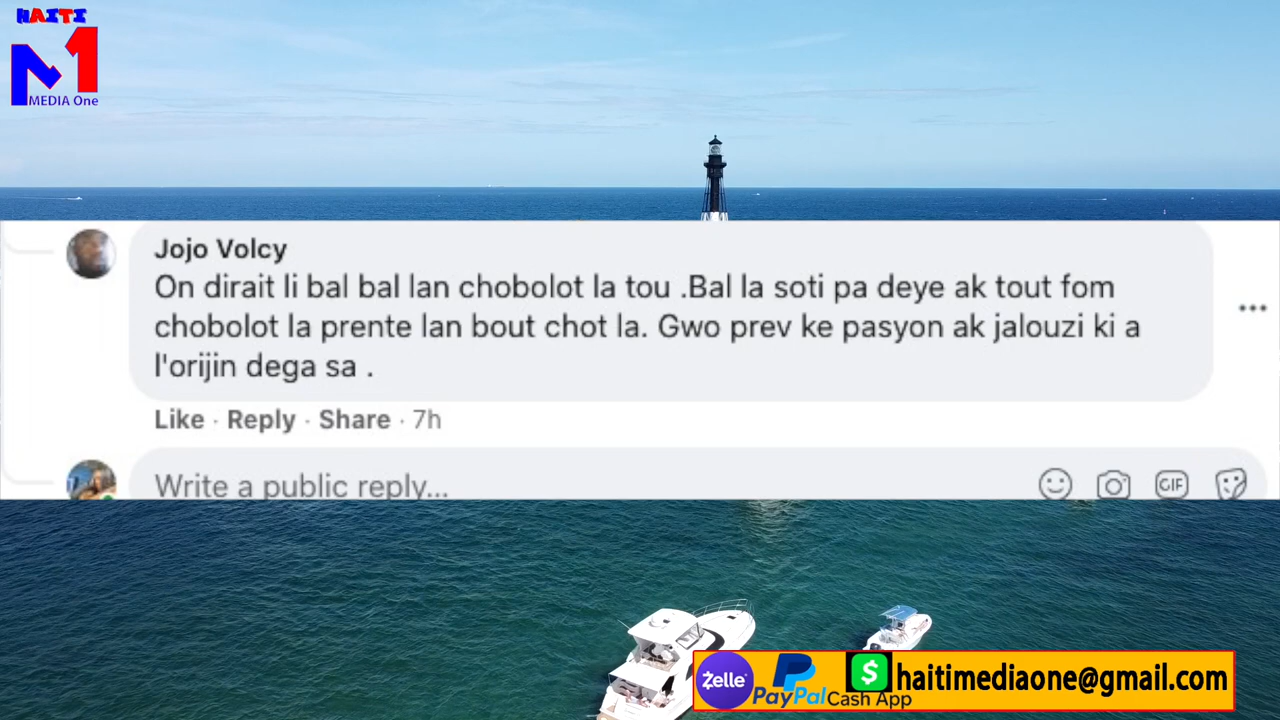 HAITI
M1
MEDIA One
Jojo Volcy
On dirait li bal bal lan chobolot la tou .Bal la soti pa deye ak tout fom
chobolot la prente lan bout chot la. Gwo prev ke pasyon ak jalouzi ki a
l'orijin dega sa .
Like · Reply · Share · 7h
Write a public reply...
GIF
Zelle
PayPal
$
Cash App
haitimediaone@gmail.com